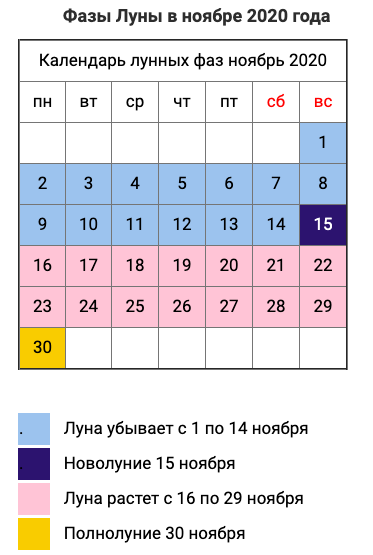 Фазы Луны в ноябре 2020 года
Календарь лунных фаз ноябрь 2020
пн вт ср чт пт сб вс
1
2 3 4 5 6 7 8
9 10 11 12 13 14 15
16 17 18 19 20 21 22
23 24 25 26 27 28 29
30
. Луна убывает с 1 по 14 ноября
. Новолуние 15 ноября
Луна растет с 16 по 29 ноября
Полнолуние 30 ноября